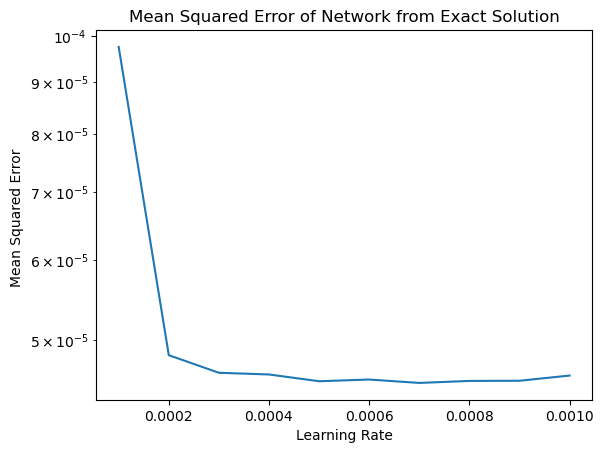 Mean Squared Error of Network from Exact Solution
10⁻⁴
9 × 10⁻⁵
8 × 10⁻⁵
7 × 10⁻⁵
6 × 10⁻⁵
5 × 10⁻⁵
Mean Squared Error
0.0002 0.0004 0.0006 0.0008 0.0010
Learning Rate